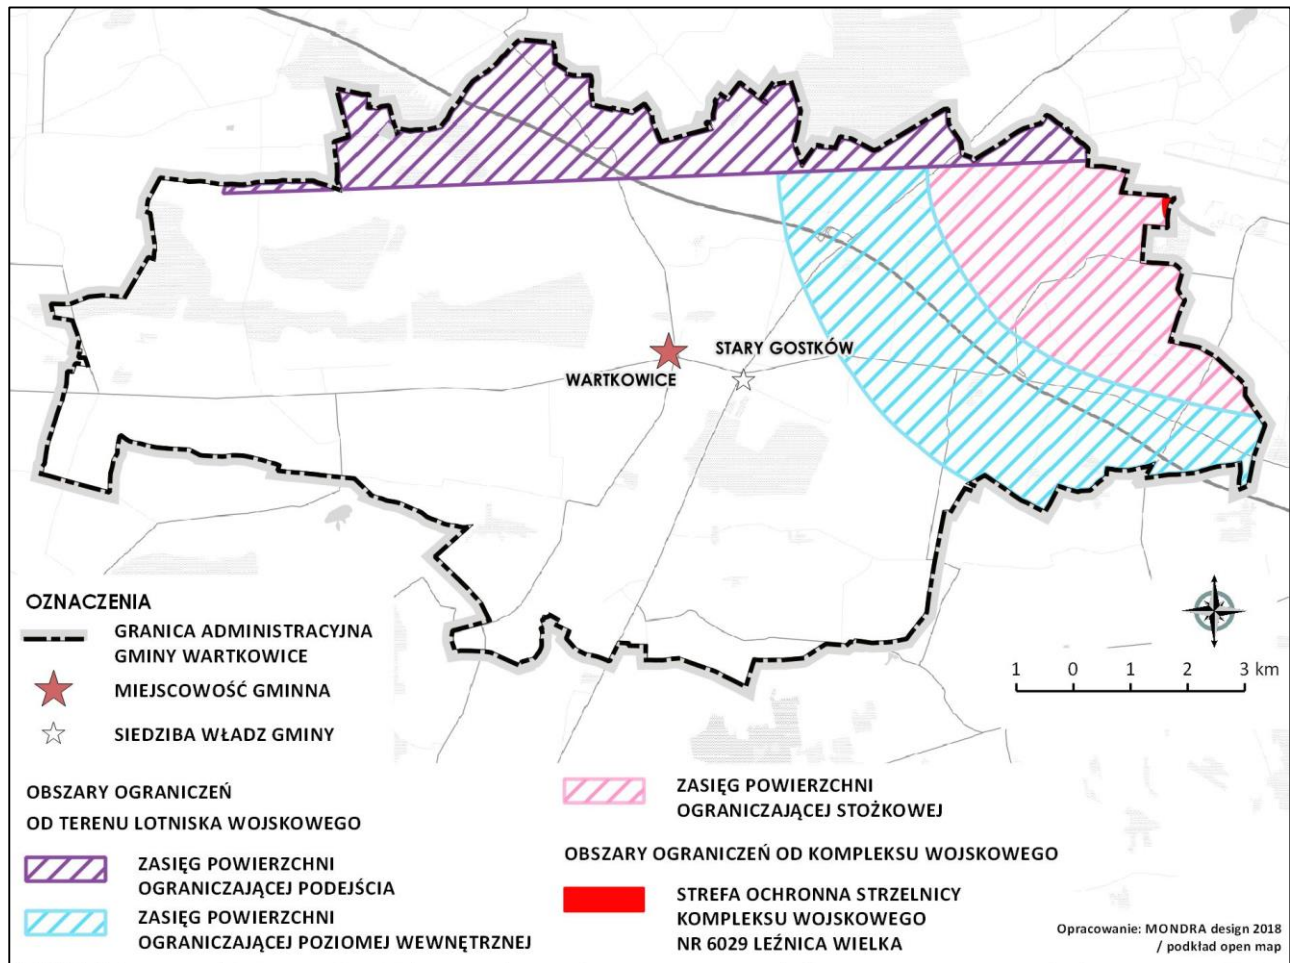 STARY GOSTKÓW
WARTKOWICE
OZNACZENIA
GRANICA ADMINISTRACYJNA
GMINY WARTKOWICE
MIEJSCOWOŚĆ GMINNA
SIEDZIBA WŁADZ GMINY
1 0 1 2 3 km
OBSZARY OGRANICZEŃ
OD TERENU LOTNISKA WOJSKOWEGO
ZASIĘG POWIERZCHNI
OGRANICZAJĄCEJ PODEJŚCIA
ZASIĘG POWIERZCHNI
OGRANICZAJĄCEJ POZIOMEJ WEWNĘTRZNEJ
ZASIĘG POWIERZCHNI
OGRANICZAJĄCEJ STOŻKOWEJ
OBSZARY OGRANICZEŃ OD KOMPLEKSU WOJSKOWEGO
STREFA OCHRONNA STRZELNICY
KOMPLEKSU WOJSKOWEGO
NR 6029 LEŹNICA WIELKA
Opracowanie: MONDRA design 2018
/ podkład open map